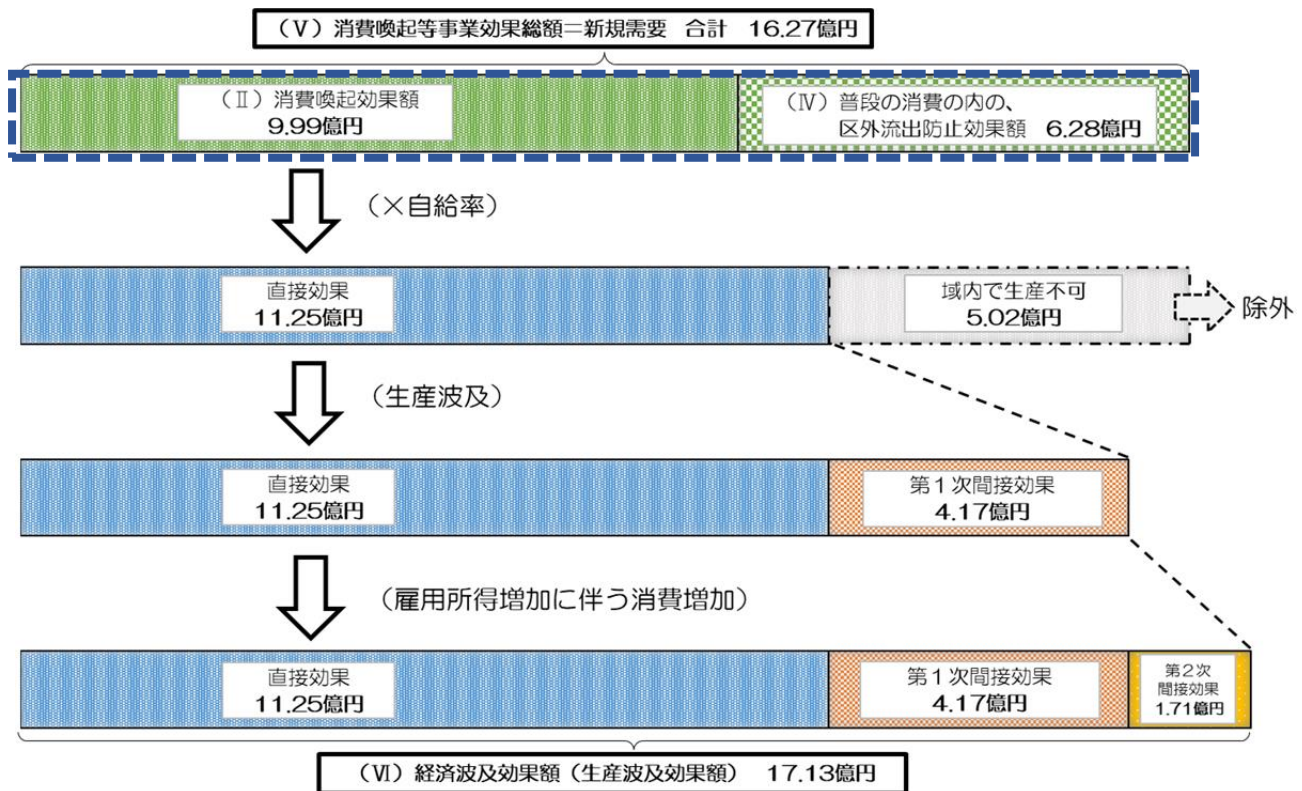 （Ⅴ）消費喚起等事業効果総額＝新規需要 合計 16.27億円
（Ⅱ）消費喚起効果額
9.99億円
（Ⅳ）普段の消費の内の、
区外流出防止効果額 6.28億円
（×自給率）
直接効果
11.25億円
域内で生産不可
5.02億円
除外
（生産波及）
直接効果
11.25億円
第１次間接効果
4.17億円
（雇用所得増加に伴う消費増加）
直接効果
11.25億円
第１次間接効果
4.17億円
第２次
間接効果
1.71億円
（Ⅵ）経済波及効果額（生産波及効果額） 17.13億円